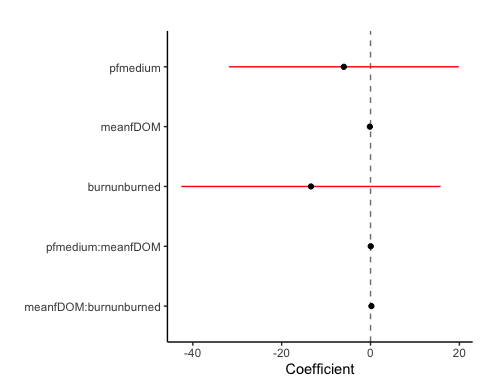 pfmedium
meanfDOM
burnunburned
pfmedium:meanfDOM
meanfDOM:burnunburned
-40 -20 0 20
Coefficient